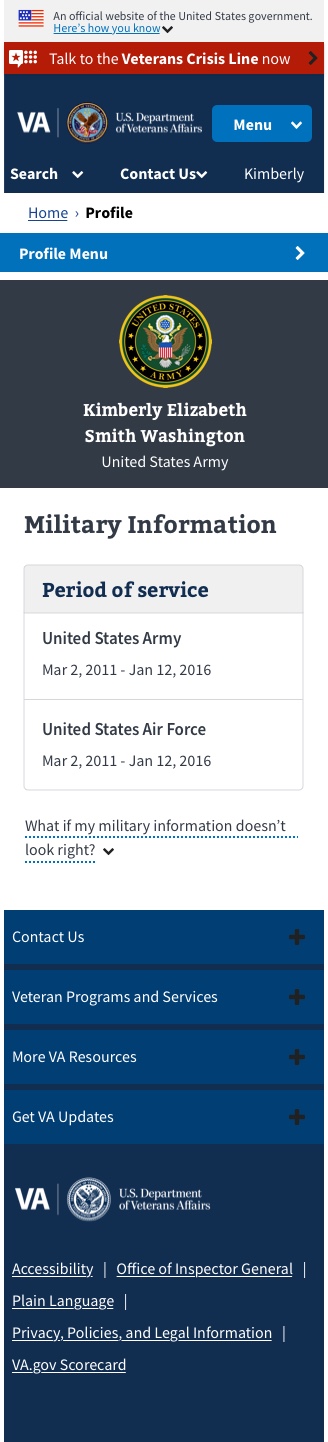 An official website of the United States government.
Here's how you know
Talk to the Veterans Crisis Line now
VA
U.S. Department
of Veterans Affairs
Menu
Search
Contact Us
Kimberly
Home › Profile
Profile Menu
UNITED STATES
ARMY
Kimberly Elizabeth
Smith Washington
United States Army
Military Information
Period of service
United States Army
Mar 2, 2011 - Jan 12, 2016
United States Air Force
Mar 2, 2011 - Jan 12, 2016
What if my military information doesn't
look right?
Contact Us
Veteran Programs and Services
More VA Resources
Get VA Updates
VA
U.S. Department
of Veterans Affairs
Accessibility | Office of Inspector General |
Plain Language |
Privacy, Policies, and Legal Information |
VA.gov Scorecard